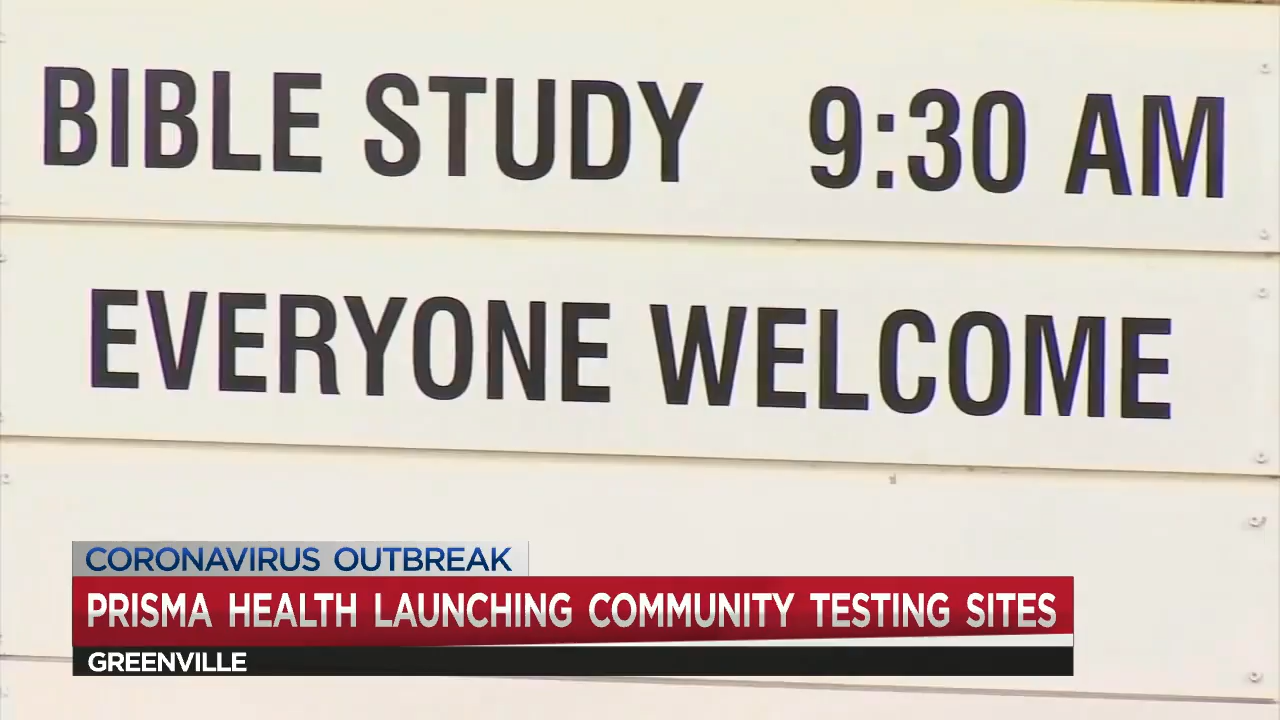 BIBLE STUDY 9:30 AM
EVERYONE WELCOME
CORONAVIRUS OUTBREAK
PRISMA HEALTH LAUNCHING COMMUNITY TESTING SITES
GREENVILLE